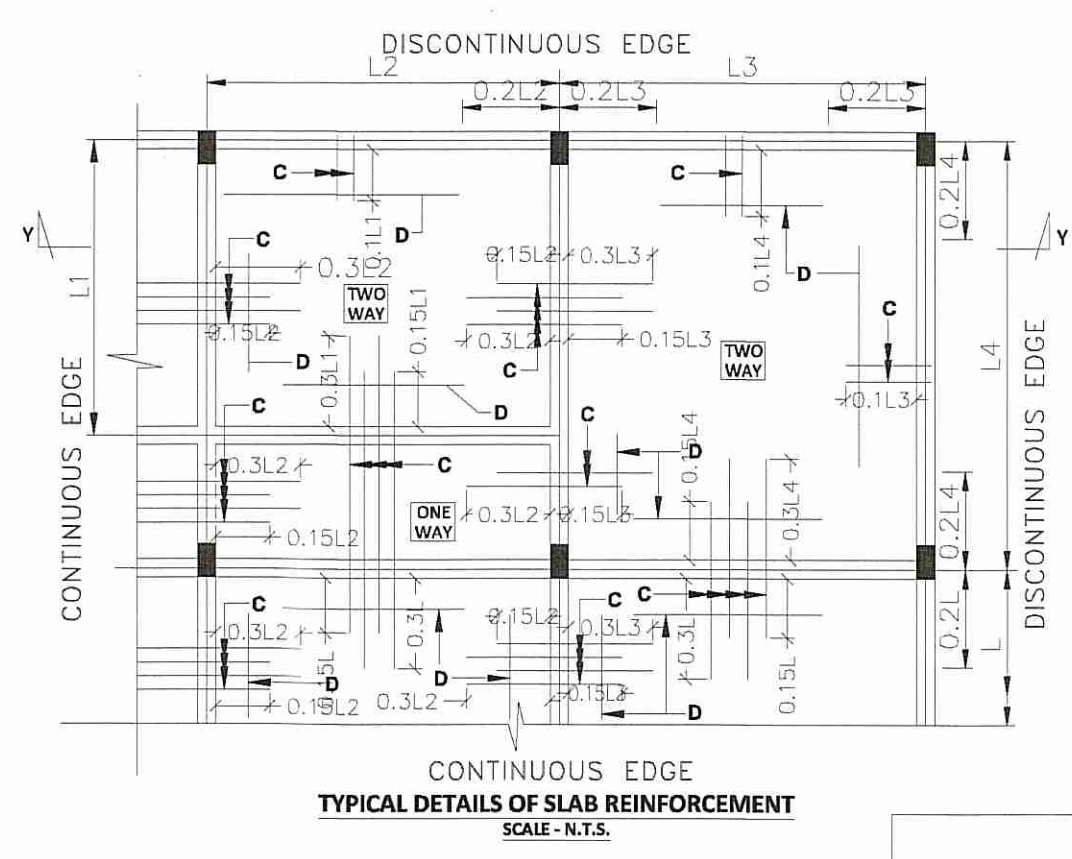 DISCONTINUOUS EDGE
L2
L3
0.2L2
0.2L3
0.2L3
C
C
0.2L4
Y
Y
D
0.1L1
0.1L4
C
0.3L2
0.15L2
0.3L3
D
L1
TWO
WAY
0.15L1
C
0.15L2
0.3L2
0.15L3
L4
TWO
WAY
D
0.3L1
C
0.1L3
D
C
C
0.15L4
D
CONTINUOUS EDGE
DISCONTINUOUS EDGE
0.3L2
C
ONE
WAY
0.3L2
0.15L3
0.3L4
0.2L4
0.15L2
C
0.15L2
C
C
0.3L2
0.3L
0.3L3
0.3L
0.2L
L
0.15L
D
D
0.15L2
0.3L2
0.15L3
D
0.15L
CONTINUOUS EDGE
TYPICAL DETAILS OF SLAB REINFORCEMENT
SCALE - N.T.S.